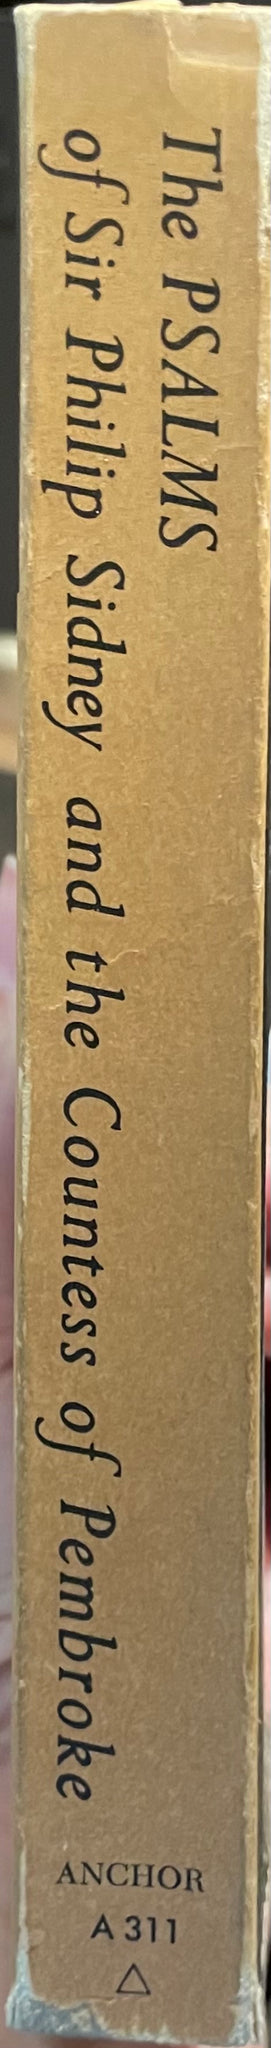 The PSALMS
of Sir Philip Sidney and the Countess of Pembroke
ANCHOR
A 311